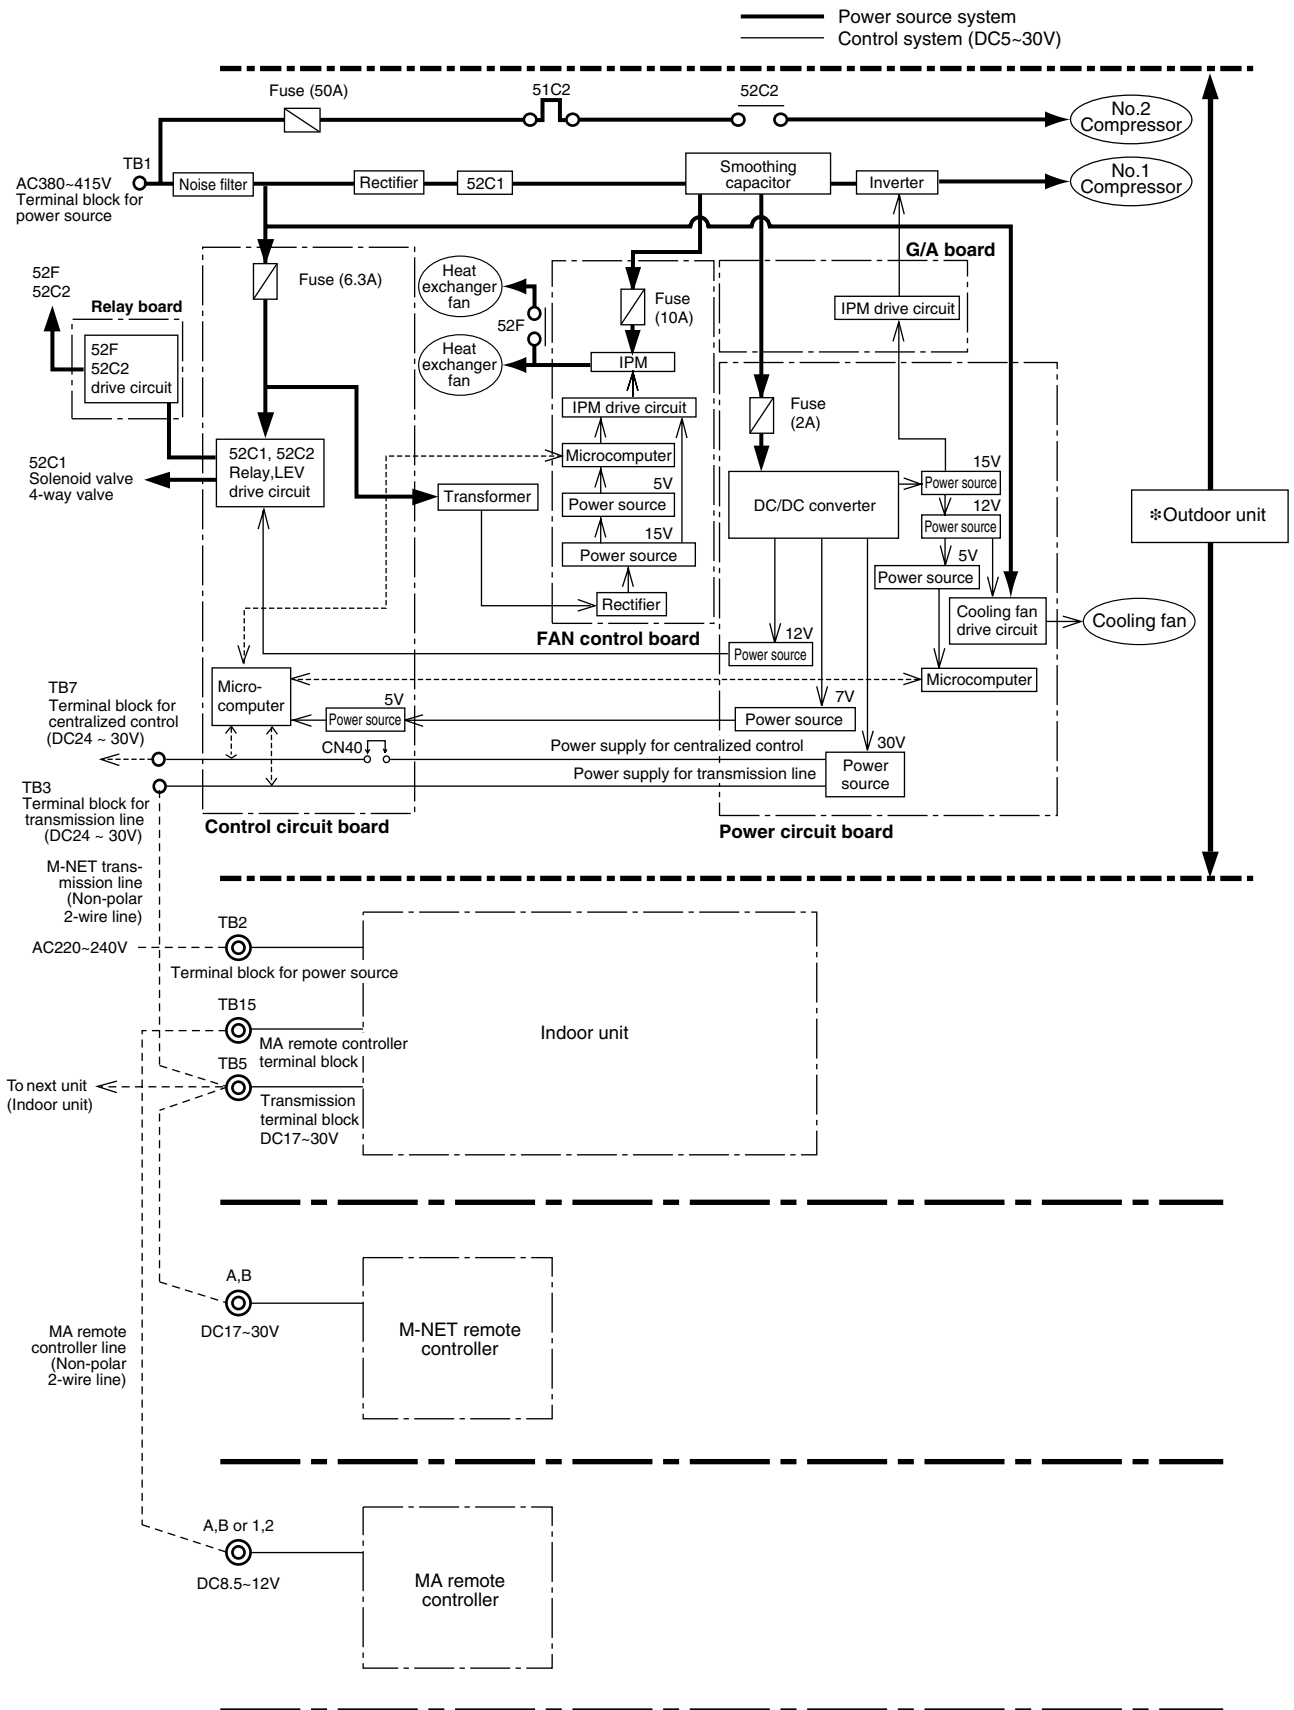 Power source system
Control system (DC5~30V)
Fuse (50A)
51C2
52C2
No.2
Compressor
TB1
AC380~415V
Terminal block for
power source
Noise filter
Rectifier
52C1
Smoothing
capacitor
Inverter
No.1
Compressor
G/A board
52F
52C2
Relay board
52F
52C2
drive circuit
Fuse (6.3A)
Heat
exchanger
fan
52F
Heat
exchanger
fan
Fuse
(10A)
IPM
IPM drive circuit
IPM drive circuit
Fuse
(2A)
52C1
Solenoid valve
4-way valve
52C1, 52C2
Relay,LEV
drive circuit
Microcomputer
5V
Transformer
Power source
15V
Power source
Rectifier
FAN control board
DC/DC converter
15V
Power source
12V
Power source
5V
Power source
✻Outdoor unit
Cooling fan
drive circuit
Cooling fan
12V
Power source
Microcomputer
TB7
Terminal block for
centralized control
(DC24 ~ 30V)
Micro-
computer
5V
Power source
7V
Power source
CN40
Power supply for centralized control
30V
Power
source
Power supply for transmission line
TB3
Terminal block for
transmission line
(DC24 ~ 30V)
Control circuit board
Power circuit board
M-NET trans-
mission line
(Non-polar
2-wire line)
TB2
AC220~240V
Terminal block for power source
TB15
MA remote controller
terminal block
Indoor unit
TB5
To next unit
(Indoor unit)
Transmission
terminal block
DC17~30V
A,B
DC17~30V
M-NET remote
controller
MA remote
controller line
(Non-polar
2-wire line)
A,B or 1,2
DC8.5~12V
MA remote
controller